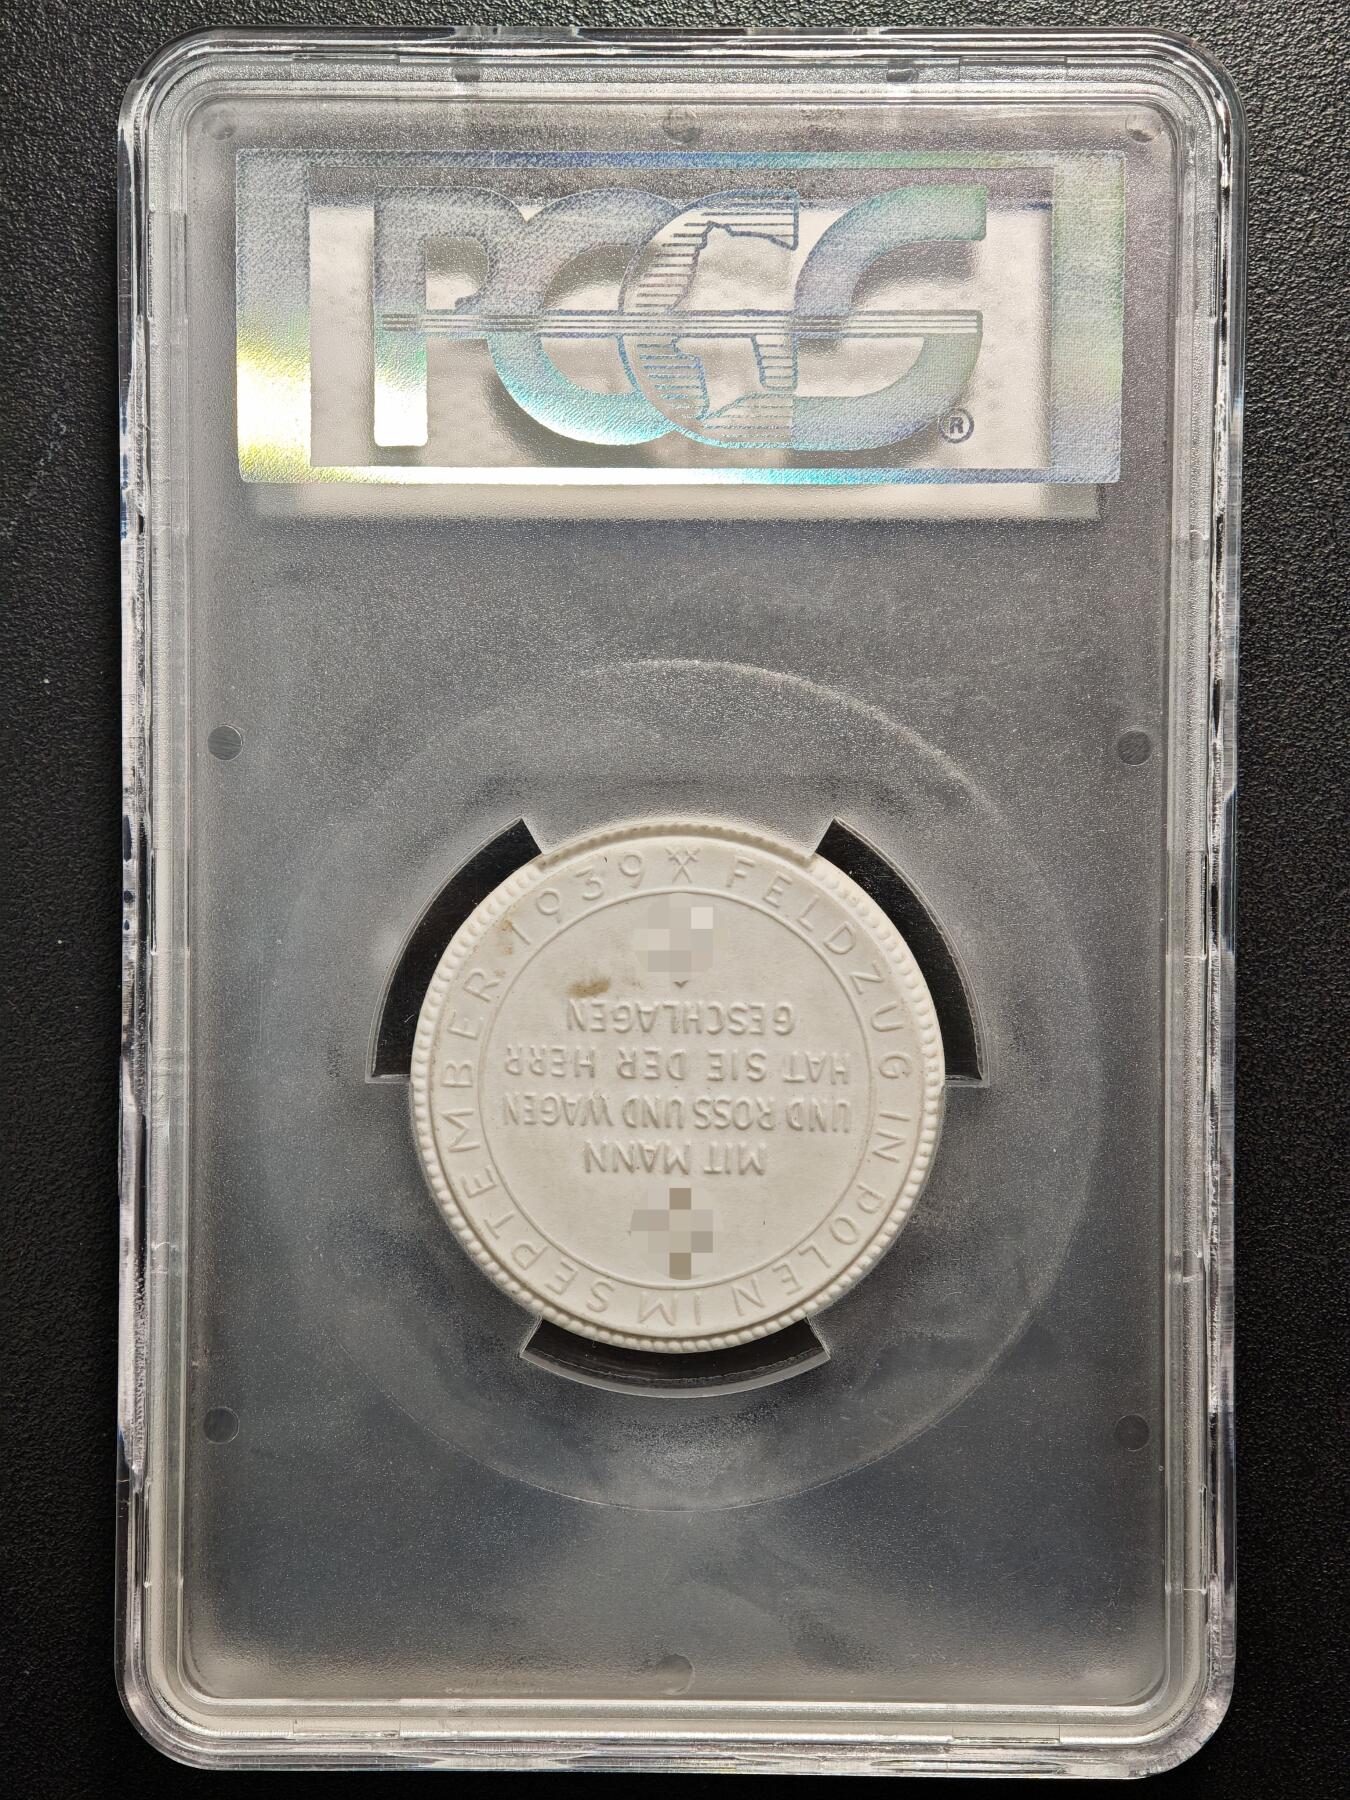 PCGS
®
FELDZUG IN POLEN IM SEPTEMBER 1939
MIT MANN
UND ROSS UND WAGEN
HAT SIE DER HERR
GESCHLAGEN